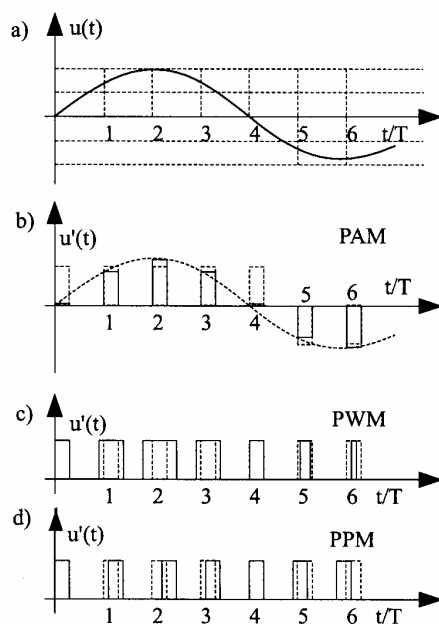 a) u(t)
1 2 3 4 5 6 t/T
b) u'(t) PAM
5 6 t/T
1 2 3 4
c) u'(t) PWM
1 2 3 4 5 6 t/T
d) u'(t) PPM
1 2 3 4 5 6 t/T